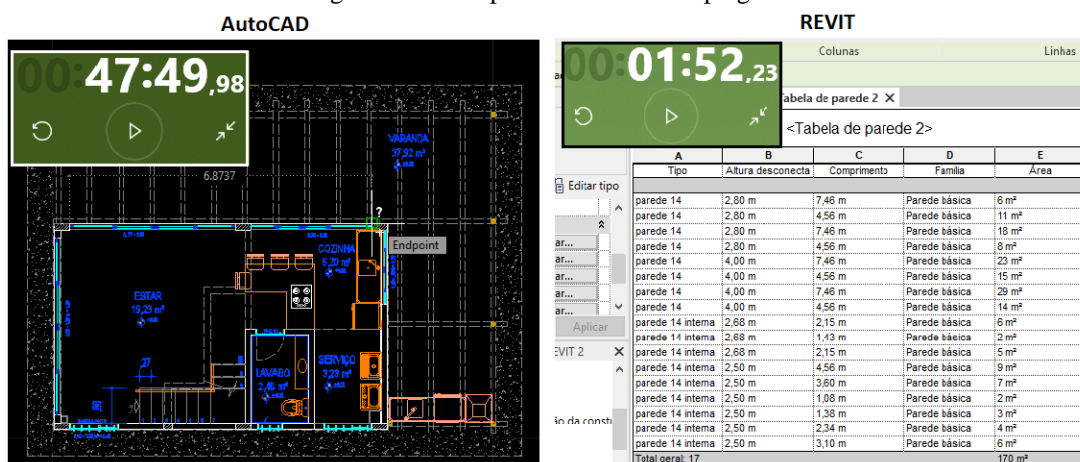 AutoCAD
REVIT
00:47:49,98
VARANDA
37,92 m²
6.8737
?
Endpoint
COZINHA
ESTAR
19,23 m²
,27
LAVABO
SERVIÇO
3,29 m²
00:01:52,23
Colunas
Linhas
Tabela de parede 2 X
<Tabela de parede 2>
Editar tipo
A B C D E
Tipo Altura desconecta Comprimento Família Área
parede 14 2,80 m 7,46 m Parede básica 6 m²
parede 14 2,80 m 4,56 m Parede básica 11 m²
parede 14 2,80 m 7,46 m Parede básica 18 m²
parede 14 2,80 m 4,56 m Parede básica 8 m²
parede 14 4,00 m 7,46 m Parede básica 23 m²
parede 14 4,00 m 4,56 m Parede básica 15 m²
parede 14 4,00 m 7,46 m Parede básica 29 m²
parede 14 4,00 m 4,56 m Parede básica 14 m²
parede 14 interna 2,68 m 2,15 m Parede básica 6 m²
parede 14 interna 2,68 m 1,43 m Parede básica 2 m²
parede 14 interna 2,68 m 2,15 m Parede básica 5 m²
parede 14 interna 2,50 m 4,56 m Parede básica 9 m²
parede 14 interna 2,50 m 3,60 m Parede básica 7 m²
parede 14 interna 2,50 m 1,08 m Parede básica 2 m²
parede 14 interna 2,50 m 1,38 m Parede básica 3 m²
parede 14 interna 2,50 m 2,34 m Parede básica 4 m²
parede 14 interna 2,50 m 3,10 m Parede básica 6 m²
Total geral: 17 170 m²
ar...
ar...
ar...
ar...
ar...
Aplicar
EVIT 2 X
ão da constr